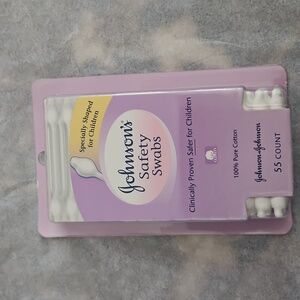 Specially Shaped
for Children
Johnson's
Safety
Swabs
Clinically Proven Safer for Children
100% Pure Cotton
Johnson & Johnson
55 COUNT